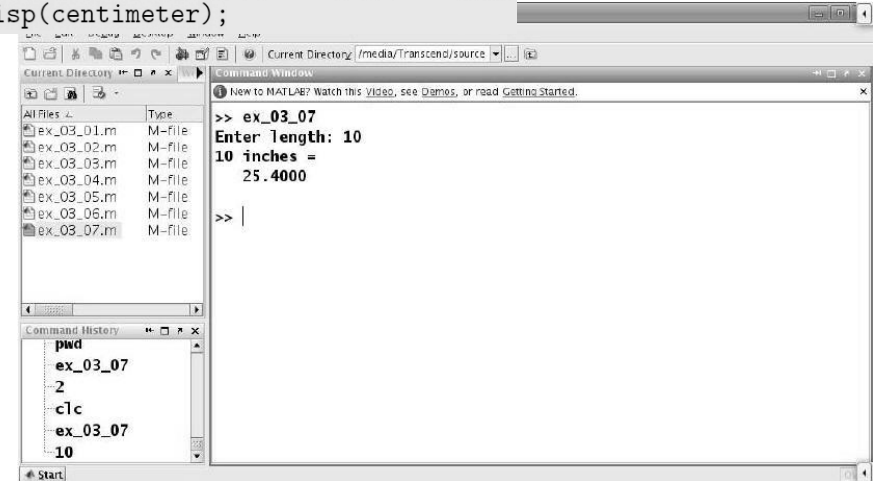 isp(centimeter);
Current Directory: /media/Transcend/source
Current Directory
Command Window
New to MATLAB? Watch this Video, see Demos, or read Getting Started.
All Files
Type
ex_03_01.m M-file
ex_03_02.m M-file
ex_03_03.m M-file
ex_03_04.m M-file
ex_03_05.m M-file
ex_03_06.m M-file
ex_03_07.m M-file
>> ex_03_07
Enter length: 10
10 inches =
25.4000
>>
Command History
pwd
ex_03_07
2
clc
ex_03_07
10
Start